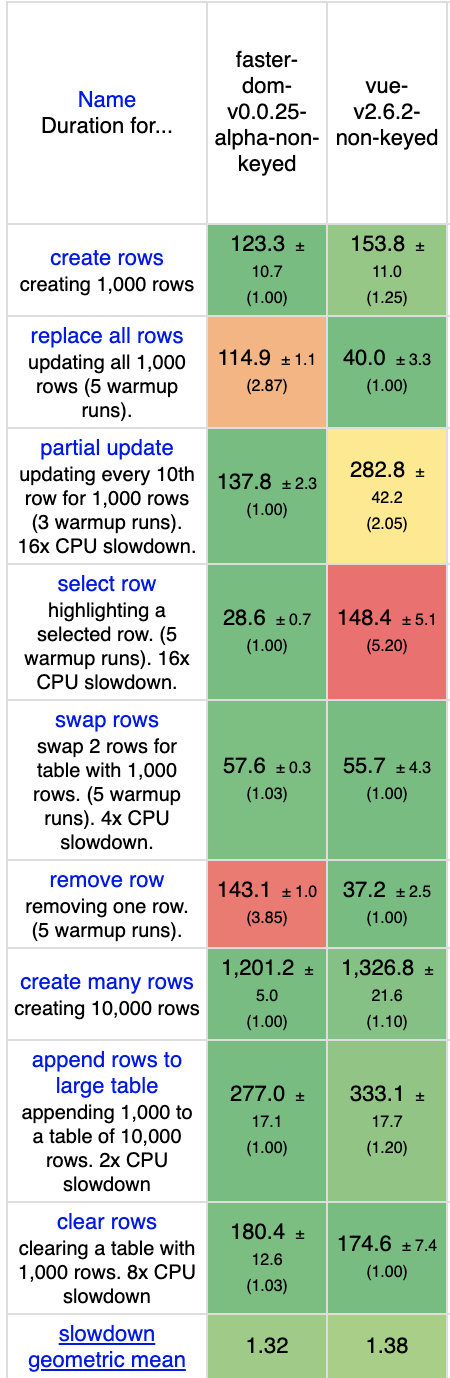 Name
Duration for...
faster-
dom-
v0.0.25-
alpha-non-
keyed
vue-
v2.6.2-
non-keyed
create rows
creating 1,000 rows
123.3 ±
10.7
(1.00)
153.8 ±
11.0
(1.25)
replace all rows
updating all 1,000
rows (5 warmup
runs).
114.9 ± 1.1
(2.87)
40.0 ± 3.3
(1.00)
partial update
updating every 10th
row for 1,000 rows
(3 warmup runs).
16x CPU slowdown.
137.8 ± 2.3
(1.00)
282.8 ±
42.2
(2.05)
select row
highlighting a
selected row. (5
warmup runs). 16x
CPU slowdown.
28.6 ± 0.7
(1.00)
148.4 ± 5.1
(5.20)
swap rows
swap 2 rows for
table with 1,000
rows. (5 warmup
runs). 4x CPU
slowdown.
57.6 ± 0.3
(1.03)
55.7 ± 4.3
(1.00)
remove row
removing one row.
(5 warmup runs).
143.1 ± 1.0
(3.85)
37.2 ± 2.5
(1.00)
create many rows
creating 10,000 rows
1,201.2 ±
5.0
(1.00)
1,326.8 ±
21.6
(1.10)
append rows to
large table
appending 1,000 to
a table of 10,000
rows. 2x CPU
slowdown
277.0 ±
17.1
(1.00)
333.1 ±
17.7
(1.20)
clear rows
clearing a table with
1,000 rows. 8x CPU
slowdown
180.4 ±
12.6
(1.03)
174.6 ± 7.4
(1.00)
slowdown
geometric mean
1.32
1.38